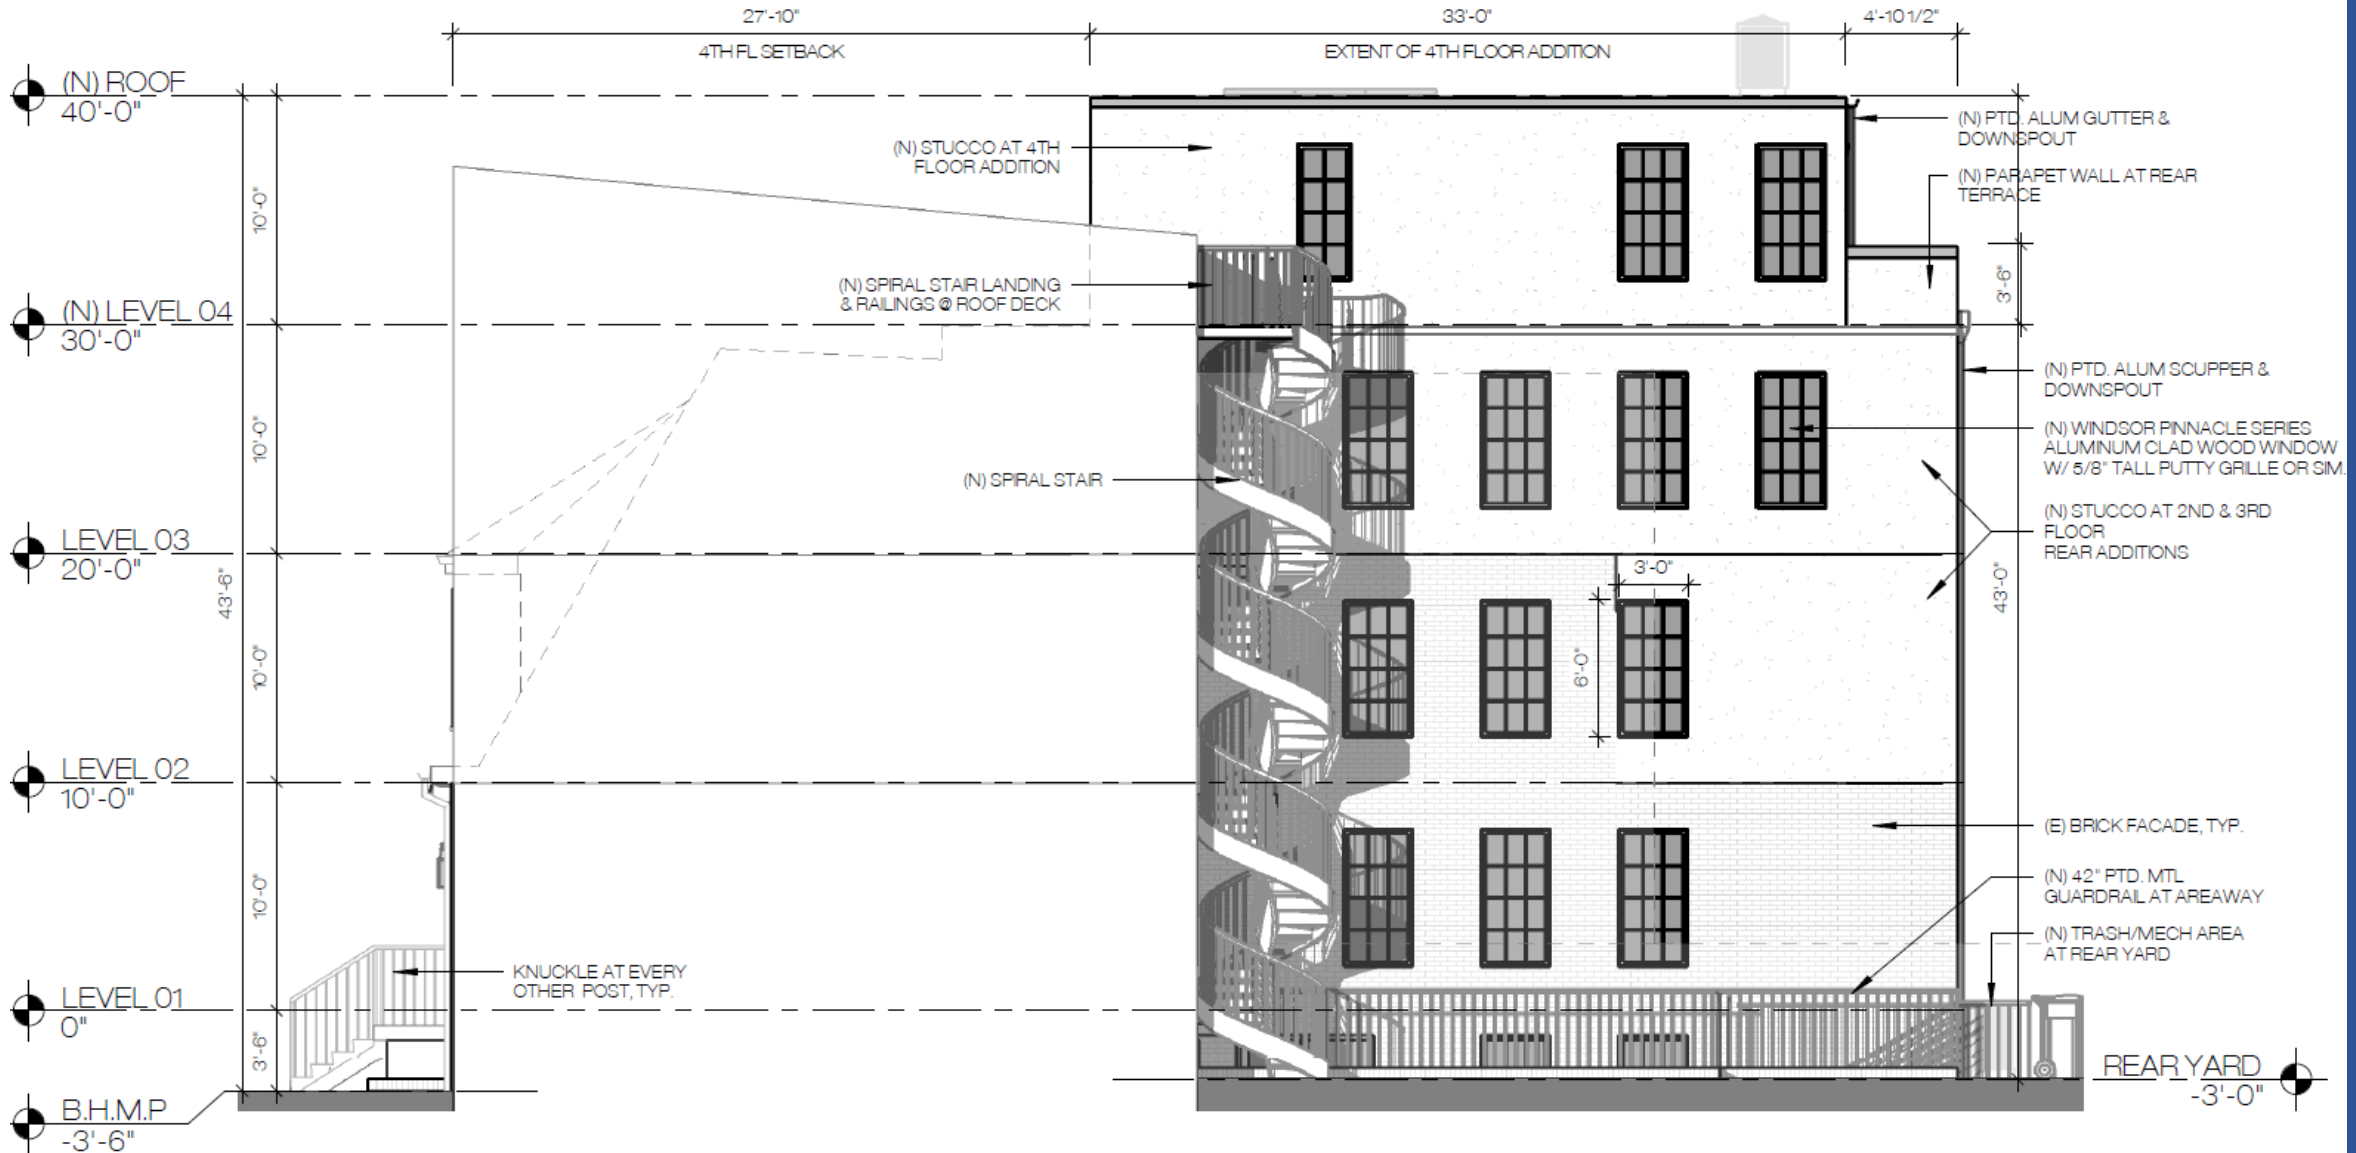 27'-10"
33'-0"
4'-10 1/2"
4TH FL SETBACK
EXTENT OF 4TH FLOOR ADDITION
(N) ROOF
40'-0"
(N) PTD. ALUM GUTTER &
DOWNSPOUT
(N) STUCCO AT 4TH
FLOOR ADDITION
(N) PARAPET WALL AT REAR
TERRACE
10'-0"
(N) SPIRAL STAIR LANDING
& RAILINGS @ ROOF DECK
3'-6"
(N) LEVEL 04
30'-0"
(N) PTD. ALUM SCUPPER &
DOWNSPOUT
10'-0"
(N) WINDSOR PINNACLE SERIES
ALUMINUM CLAD WOOD WINDOW
W/ 5/8" TALL PUTTY GRILLE OR SIM.
(N) SPIRAL STAIR
(N) STUCCO AT 2ND & 3RD
FLOOR
REAR ADDITIONS
LEVEL 03
20'-0"
3'-0"
43'-6"
43'-0"
10'-0"
6'-0"
LEVEL 02
10'-0"
(E) BRICK FACADE, TYP.
10'-0"
(N) 42" PTD. MTL
GUARDRAIL AT AREAWAY
(N) TRASH/MECH AREA
AT REAR YARD
KNUCKLE AT EVERY
OTHER POST, TYP.
LEVEL 01
0"
3'-6"
REAR YARD
-3'-0"
B.H.M.P
-3'-6"